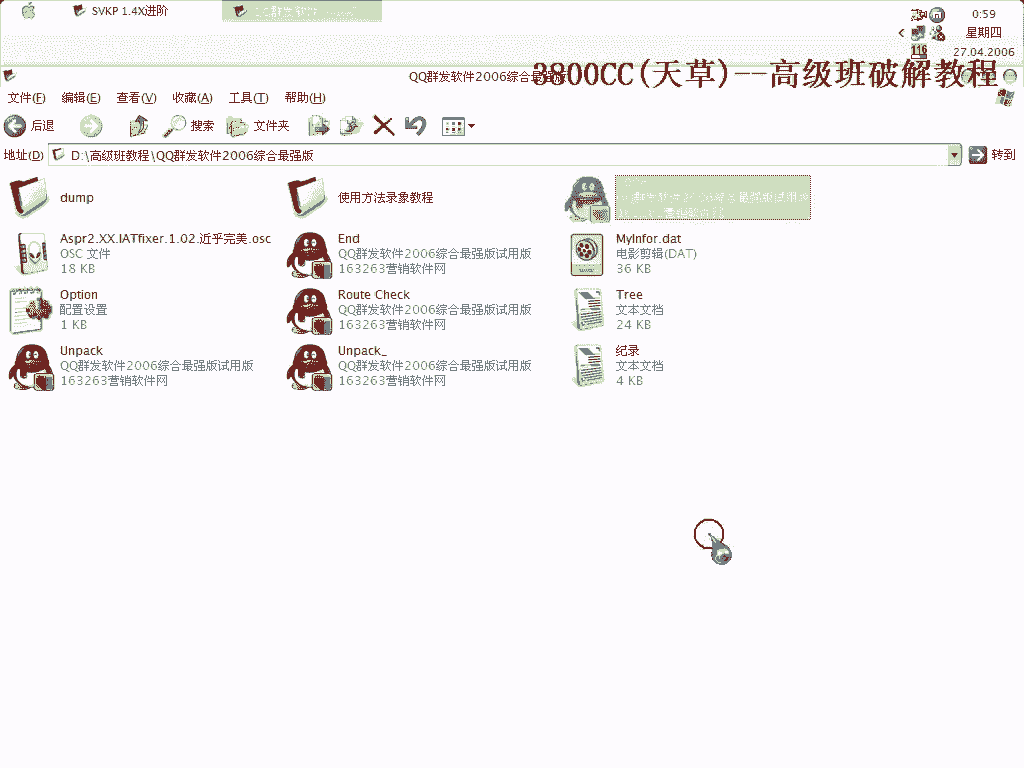 SVKP 1.4X进阶
0:59
星期四
116
27.04.2006
QQ群发软件2006综合最强版
3800CC(天草)--高级班破解教程
文件(F) 编辑(E) 查看(V) 收藏(A) 工具(T) 帮助(H)
后退 搜索 文件夹
地址(D) D:\高级班教程\QQ群发软件2006综合最强版 转到
dump
使用方法录象教程
Aspr2.XX.IATfixer.1.02.近乎完美.osc
OSC 文件
18 KB
End
QQ群发软件2006综合最强版试用版
163263营销软件网
MyInfor.dat
电影剪辑(DAT)
36 KB
Option
配置设置
1 KB
Route Check
QQ群发软件2006综合最强版试用版
163263营销软件网
Tree
文本文档
24 KB
Unpack
QQ群发软件2006综合最强版试用版
163263营销软件网
Unpack_
QQ群发软件2006综合最强版试用版
163263营销软件网
纪录
文本文档
4 KB